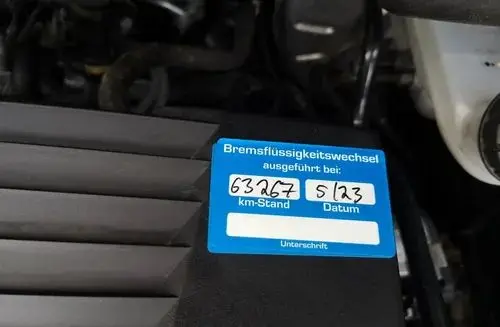 Bremsflüssigkeitswechsel
ausgeführt bei:
63267 5/23
km-Stand Datum
Unterschrift